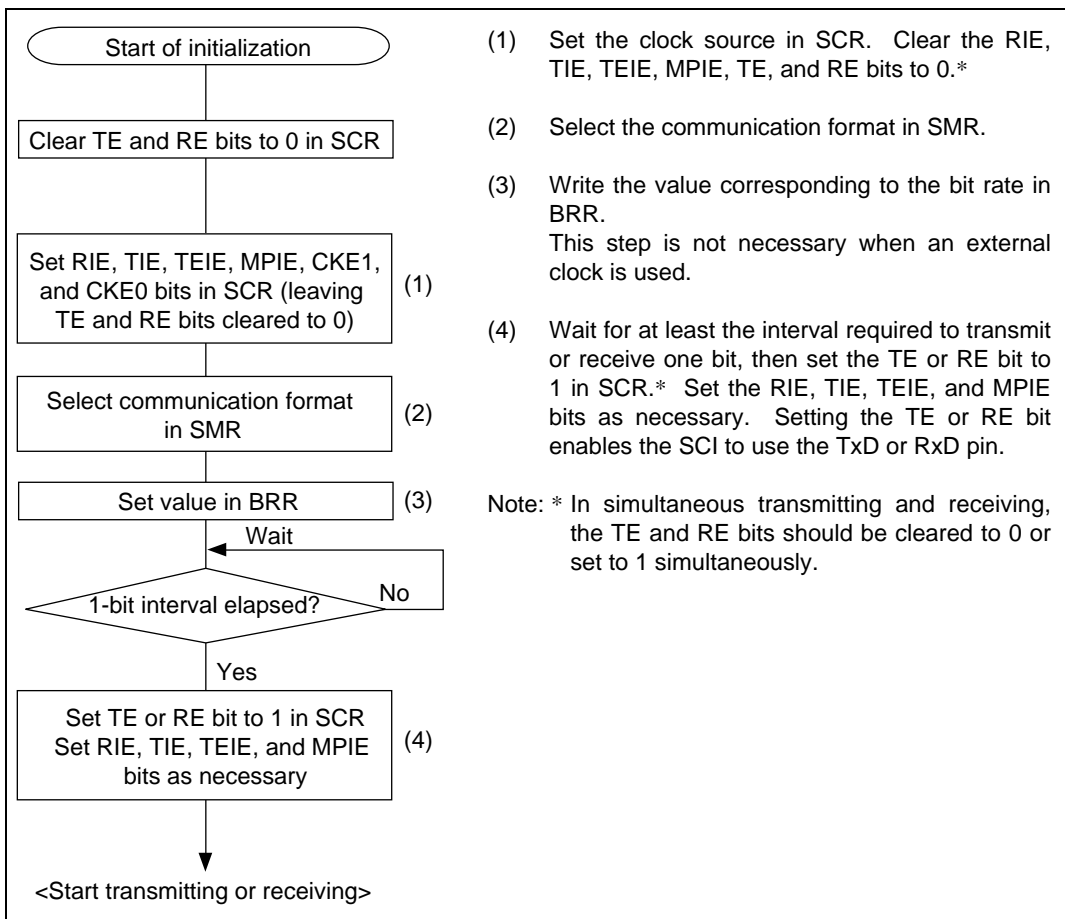 Start of initialization
Clear TE and RE bits to 0 in SCR
Set RIE, TIE, TEIE, MPIE, CKE1,
and CKE0 bits in SCR (leaving
TE and RE bits cleared to 0)
(1)
Select communication format
in SMR
(2)
Set value in BRR
(3)
Wait
1-bit interval elapsed?
No
Yes
Set TE or RE bit to 1 in SCR
Set RIE, TIE, TEIE, and MPIE
bits as necessary
(4)
<Start transmitting or receiving>
(1) Set the clock source in SCR. Clear the RIE,
TIE, TEIE, MPIE, TE, and RE bits to 0.*
(2) Select the communication format in SMR.
(3) Write the value corresponding to the bit rate in
BRR.
This step is not necessary when an external
clock is used.
(4) Wait for at least the interval required to transmit
or receive one bit, then set the TE or RE bit to
1 in SCR.* Set the RIE, TIE, TEIE, and MPIE
bits as necessary. Setting the TE or RE bit
enables the SCI to use the TxD or RxD pin.
Note: * In simultaneous transmitting and receiving,
the TE and RE bits should be cleared to 0 or
set to 1 simultaneously.